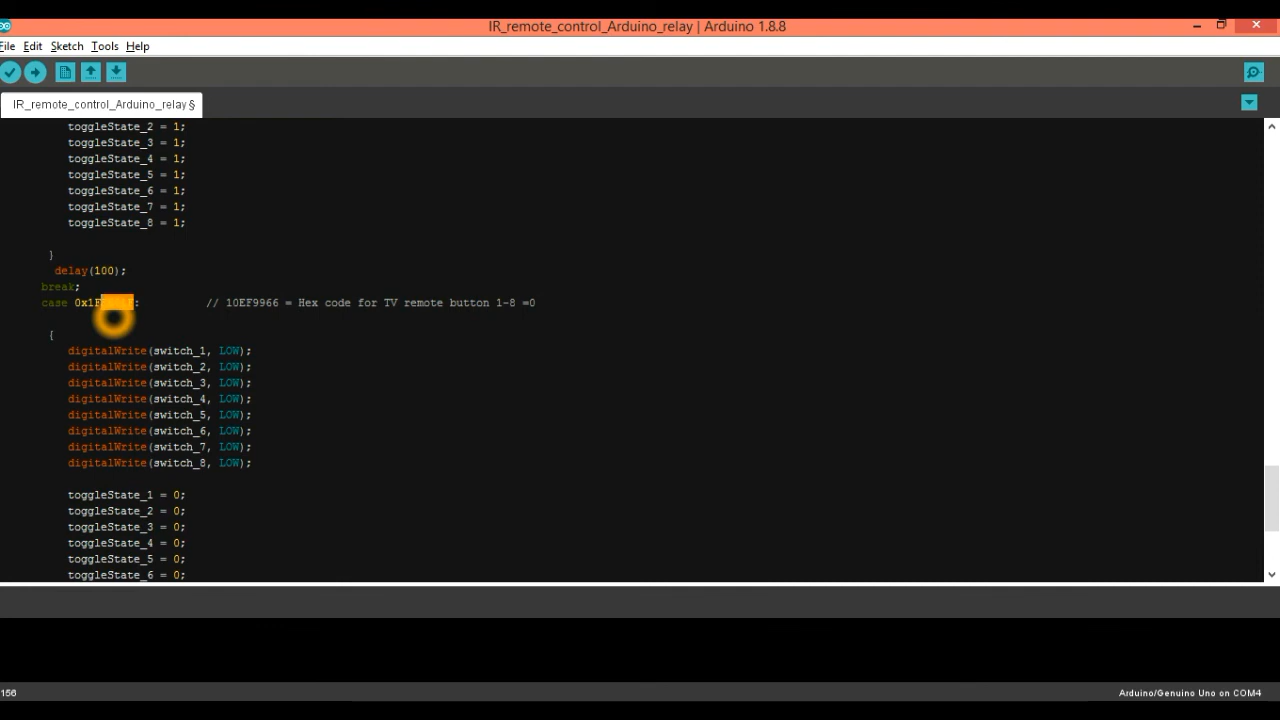 IR_remote_control_Arduino_relay | Arduino 1.8.8
File Edit Sketch Tools Help
IR_remote_control_Arduino_relay §
toggleState_2 = 1;
toggleState_3 = 1;
toggleState_4 = 1;
toggleState_5 = 1;
toggleState_6 = 1;
toggleState_7 = 1;
toggleState_8 = 1;
}
delay(100);
break;
case // 10EF9966 = Hex code for TV remote button 1-8 =0
{
digitalWrite(switch_1, LOW);
digitalWrite(switch_2, LOW);
digitalWrite(switch_3, LOW);
digitalWrite(switch_4, LOW);
digitalWrite(switch_5, LOW);
digitalWrite(switch_6, LOW);
digitalWrite(switch_7, LOW);
digitalWrite(switch_8, LOW);
toggleState_1 = 0;
toggleState_2 = 0;
toggleState_3 = 0;
toggleState_4 = 0;
toggleState_5 = 0;
toggleState_6 = 0;
156 Arduino/Genuino Uno on COM4